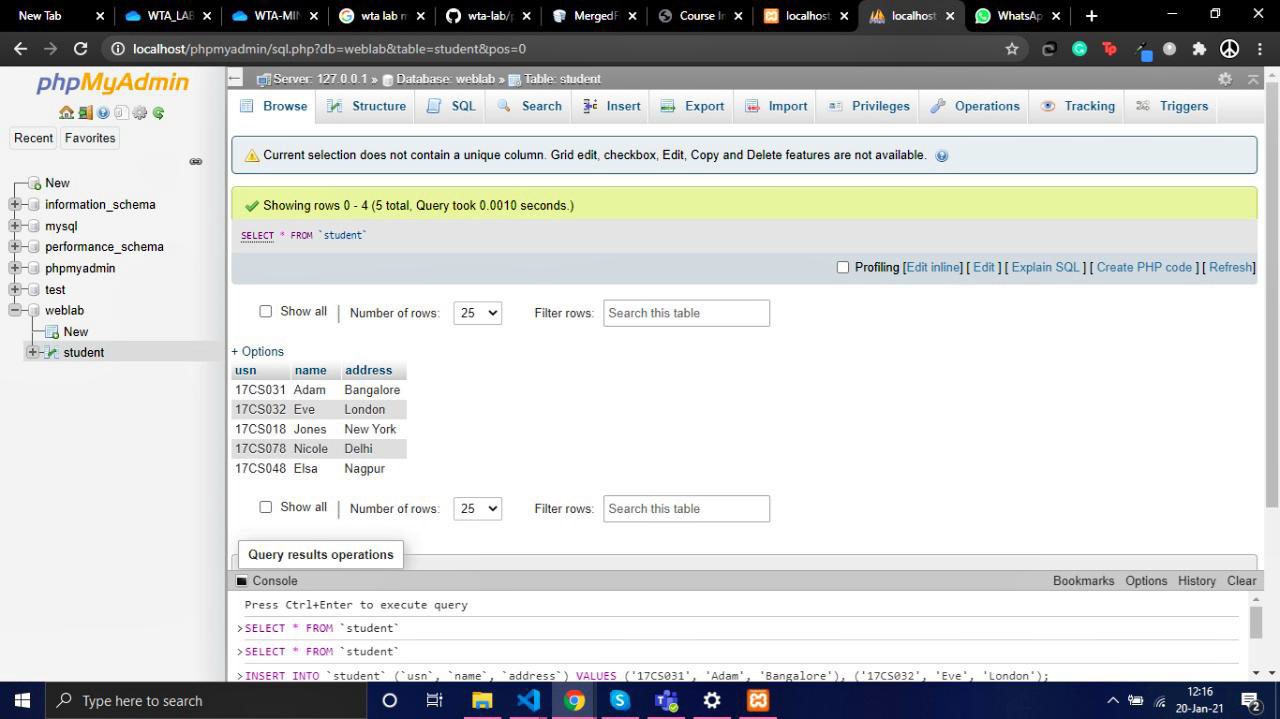 New Tab
WTA_LAB
WTA-MIN
wta lab m
wta-lab/p
MergedF
Course In
localhost
localhost
WhatsAp
localhost/phpmyadmin/sql.php?db=weblab&table=student&pos=0
phpMyAdmin
Recent Favorites
New
information_schema
mysql
performance_schema
phpmyadmin
test
weblab
New
student
Server: 127.0.0.1 » Database: weblab » Table: student
Browse Structure SQL Search Insert Export Import Privileges Operations Tracking Triggers
Current selection does not contain a unique column. Grid edit, checkbox, Edit, Copy and Delete features are not available.
Showing rows 0 - 4 (5 total, Query took 0.0010 seconds.)
SELECT * FROM `student`
Profiling [Edit inline] [ Edit ] [ Explain SQL ] [ Create PHP code ] [ Refresh]
Show all | Number of rows: 25 Filter rows: Search this table
+ Options
usn name address
17CS031 Adam Bangalore
17CS032 Eve London
17CS018 Jones New York
17CS078 Nicole Delhi
17CS048 Elsa Nagpur
Show all | Number of rows: 25 Filter rows: Search this table
Query results operations
Console Bookmarks Options History Clear
Press Ctrl+Enter to execute query
>SELECT * FROM `student`
>SELECT * FROM `student`
>INSERT INTO `student` (`usn`, `name`, `address`) VALUES ('17CS031', 'Adam', 'Bangalore'), ('17CS032', 'Eve', 'London');
Type here to search
12:16
20-Jan-21
2